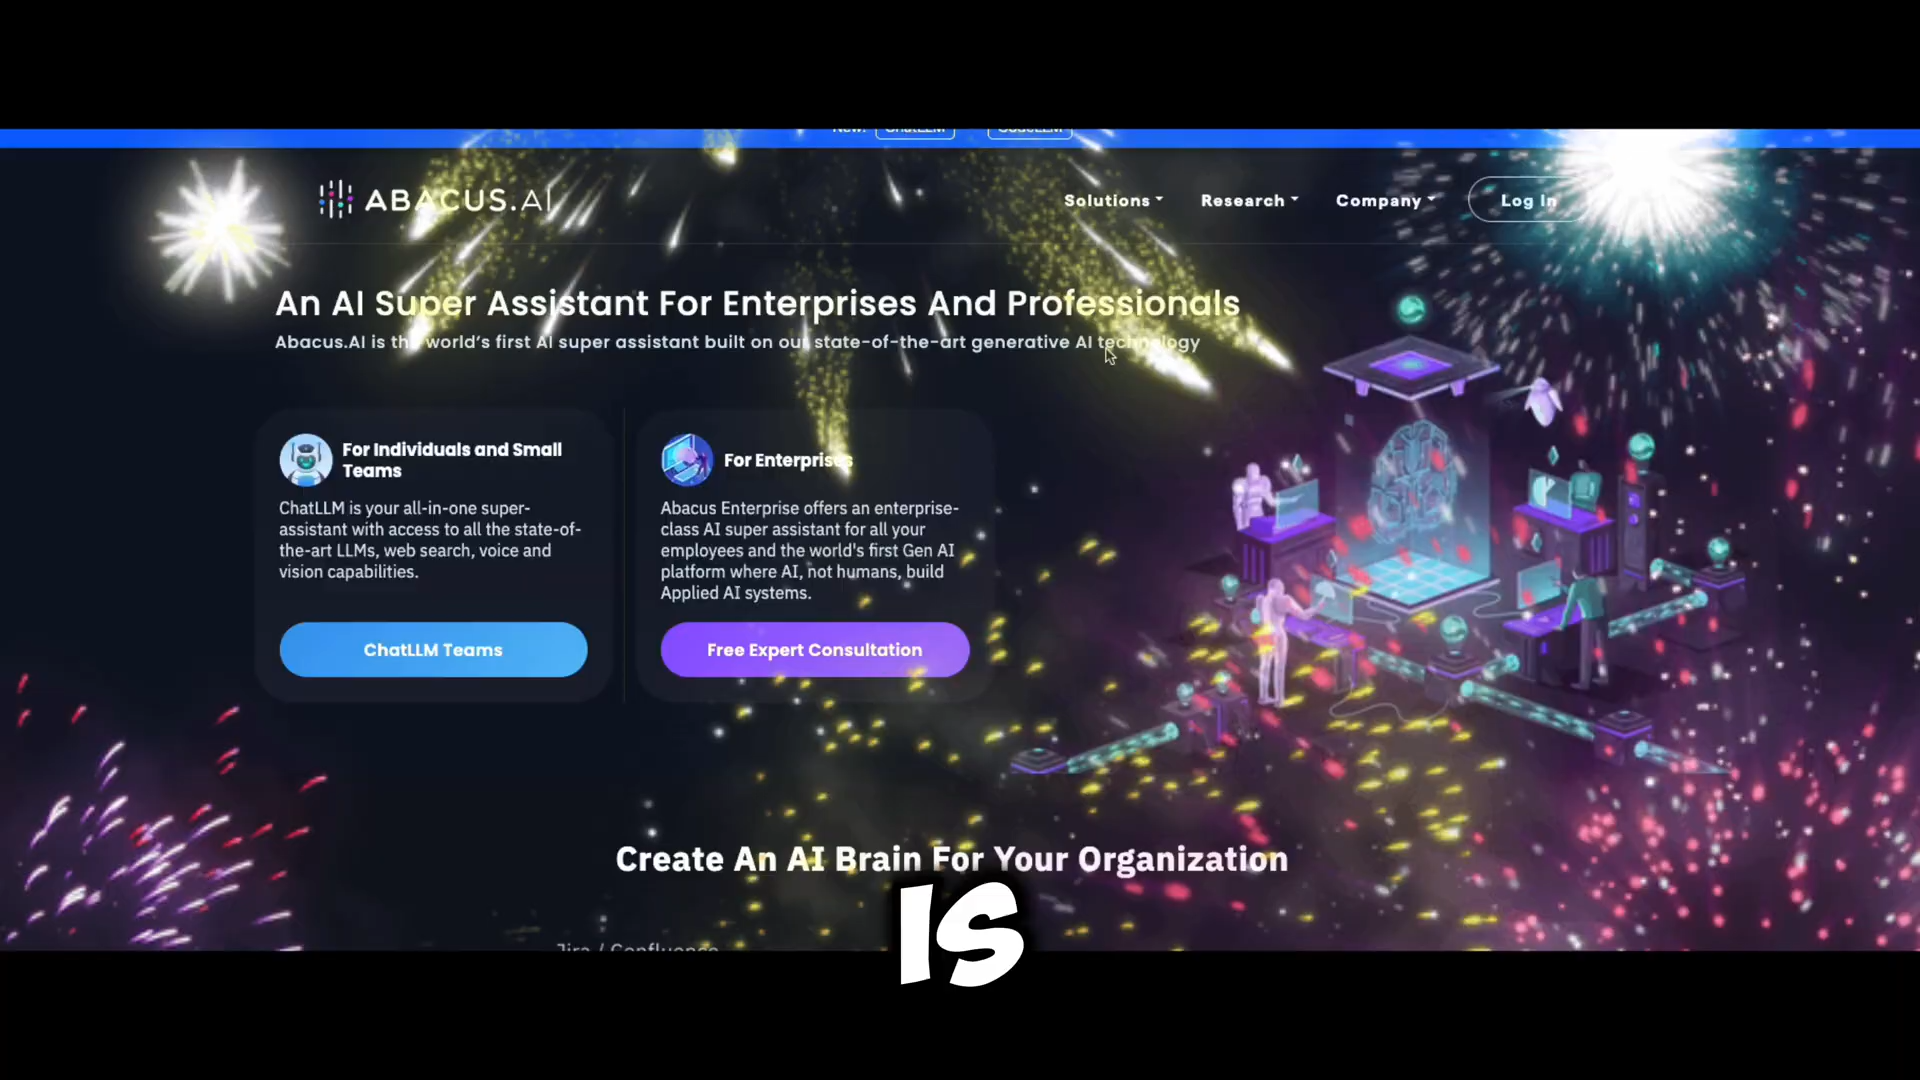 New! ChatLLM CodeLLM
ABACUS.AI
Solutions Research Company Log In
An AI Super Assistant For Enterprises And Professionals
Abacus.AI is the world's first AI super assistant built on our state-of-the-art generative AI technology
For Individuals and Small
Teams
ChatLLM is your all-in-one super-
assistant with access to all the state-of-
the-art LLMs, web search, voice and
vision capabilities.
ChatLLM Teams
For Enterprises
Abacus Enterprise offers an enterprise-
class AI super assistant for all your
employees and the world's first Gen AI
platform where AI, not humans, build
Applied AI systems.
Free Expert Consultation
Create An AI Brain For Your Organization
Jira / Confluence
IS